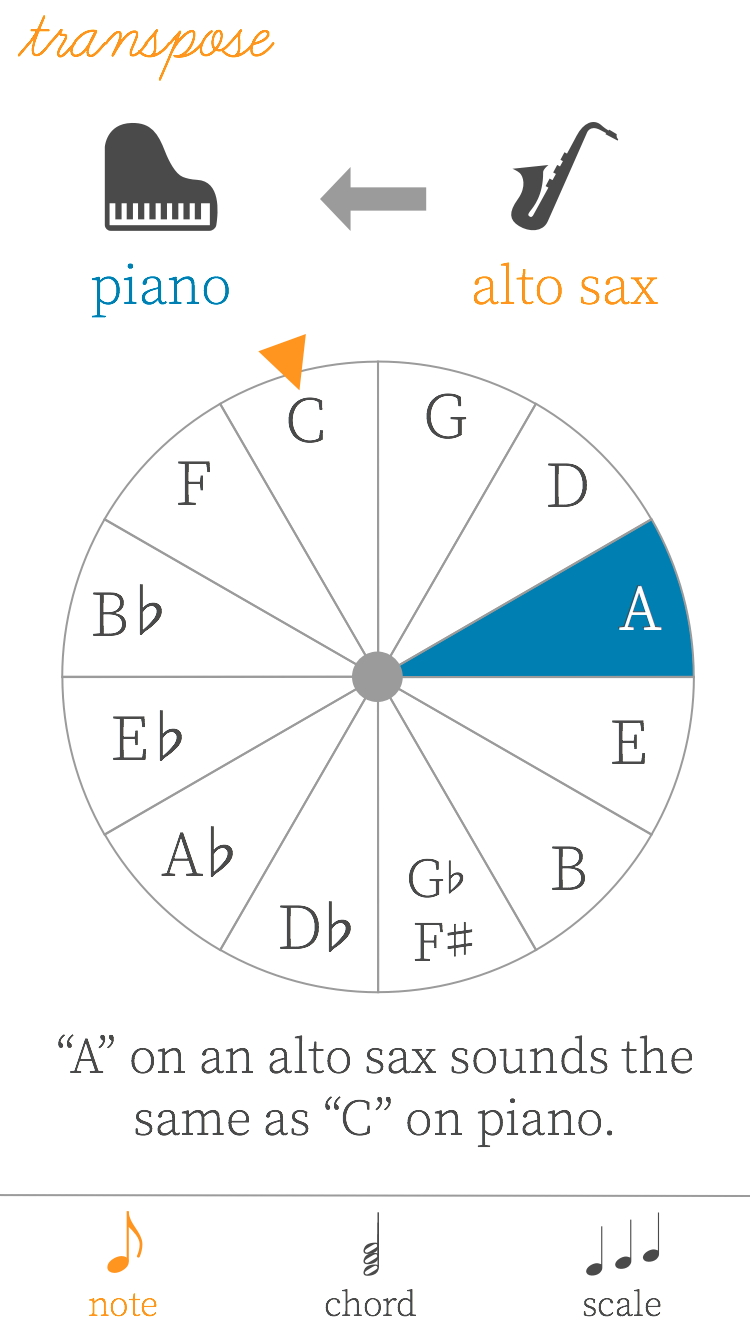 transpose
piano
alto sax
C
G
F
D
B♭
A
E♭
E
A♭
B
G♭
D♭
F♯
“A” on an alto sax sounds the
same as “C” on piano.
note
chord
scale